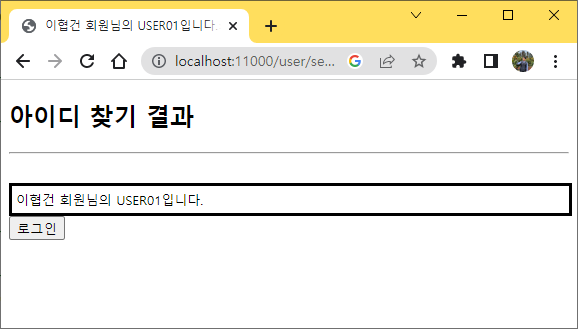 이협건 회원님의 USER01입니다.
localhost:11000/user/se...
아이디 찾기 결과
이협건 회원님의 USER01입니다.
로그인